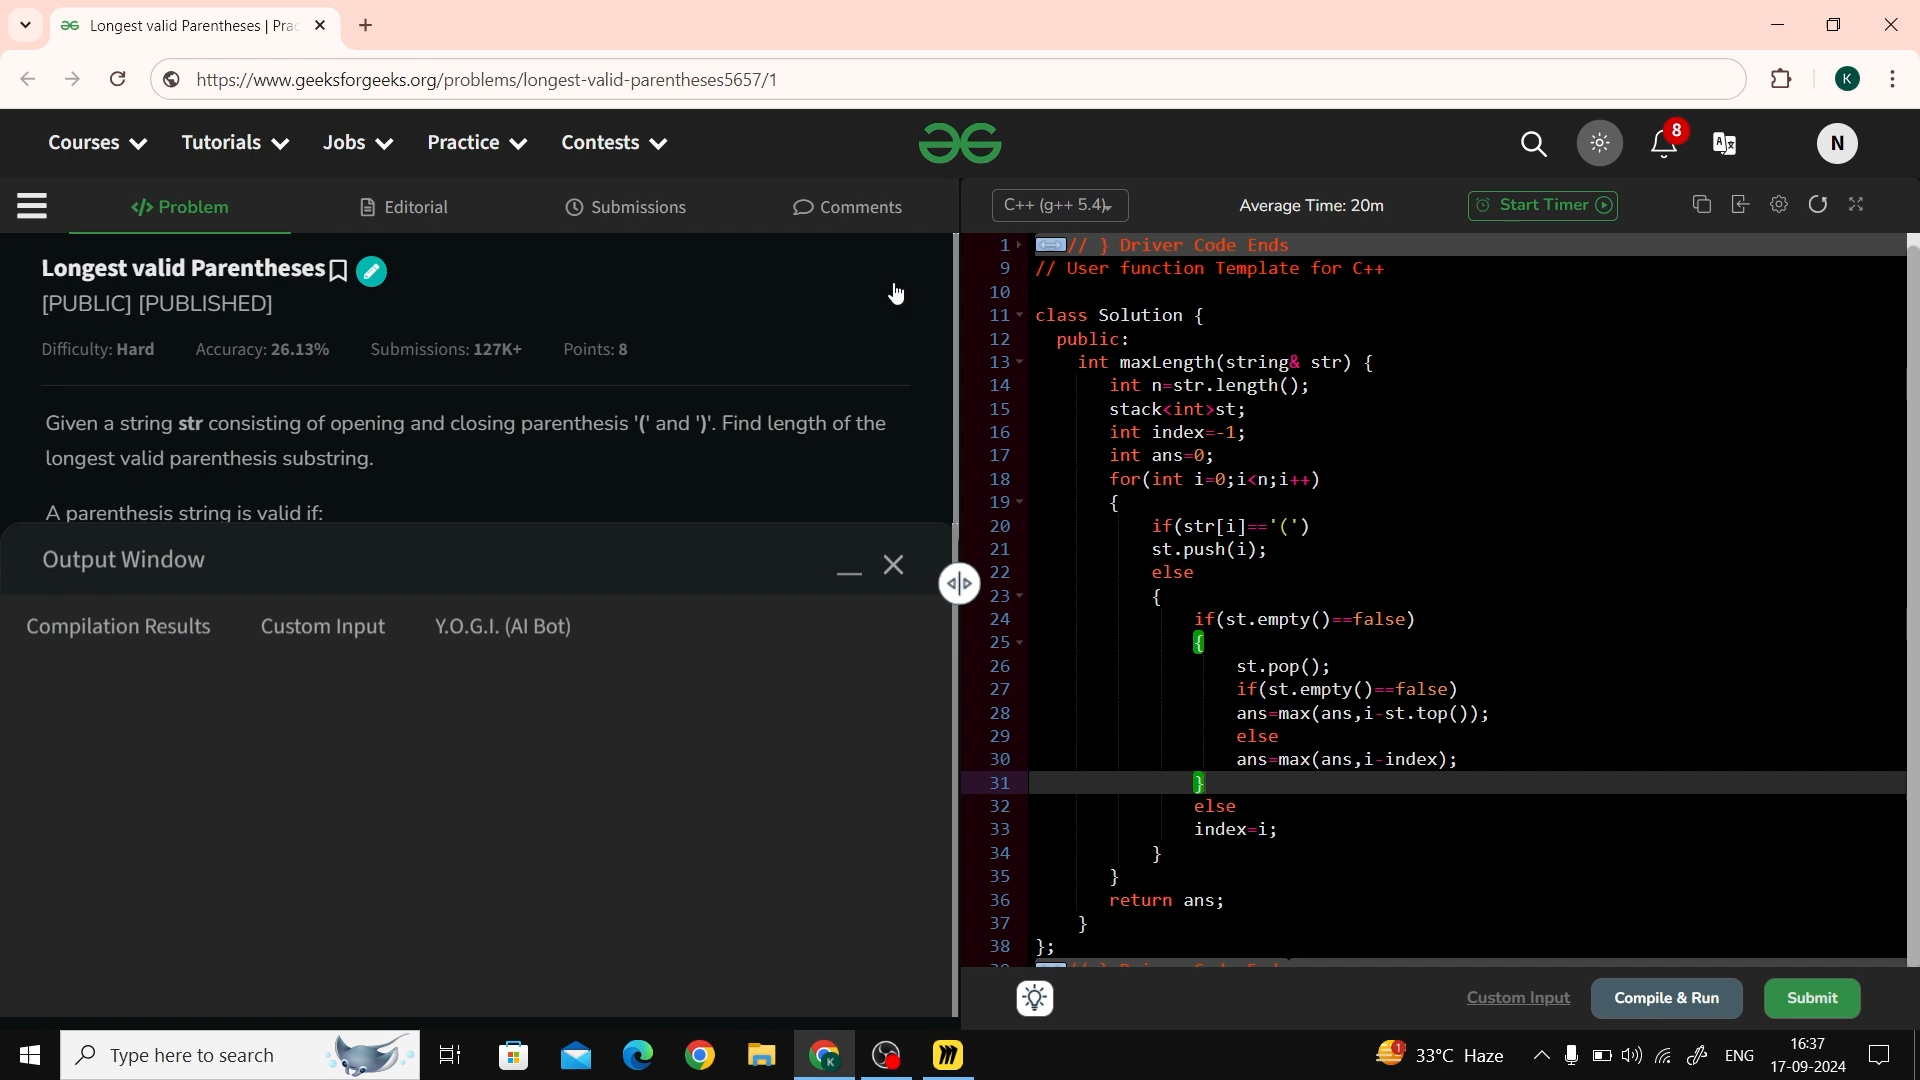 Longest valid Parentheses | Prac
https://www.geeksforgeeks.org/problems/longest-valid-parentheses5657/1
K
Courses Tutorials Jobs Practice Contests
8
N
</> Problem Editorial Submissions Comments
C++ (g++ 5.4) Average Time: 20m Start Timer
Longest valid Parentheses
[PUBLIC] [PUBLISHED]
Difficulty: Hard Accuracy: 26.13% Submissions: 127K+ Points: 8
Given a string str consisting of opening and closing parenthesis '(' and ')'. Find length of the
longest valid parenthesis substring.
A parenthesis string is valid if:
Output Window
Compilation Results Custom Input Y.O.G.I. (AI Bot)
1 // } Driver Code Ends
9 // User function Template for C++
10
11 class Solution {
12 public:
13 int maxLength(string& str) {
14 int n=str.length();
15 stack<int>st;
16 int index=-1;
17 int ans=0;
18 for(int i=0;i<n;i++)
19 {
20 if(str[i]=='(')
21 st.push(i);
22 else
23 {
24 if(st.empty()==false)
25 {
26 st.pop();
27 if(st.empty()==false)
28 ans=max(ans,i-st.top());
29 else
30 ans=max(ans,i-index);
31 }
32 else
33 index=i;
34 }
35 }
36 return ans;
37 }
38 };
Custom Input Compile & Run Submit
Type here to search
1 33°C Haze ENG
16:37
17-09-2024